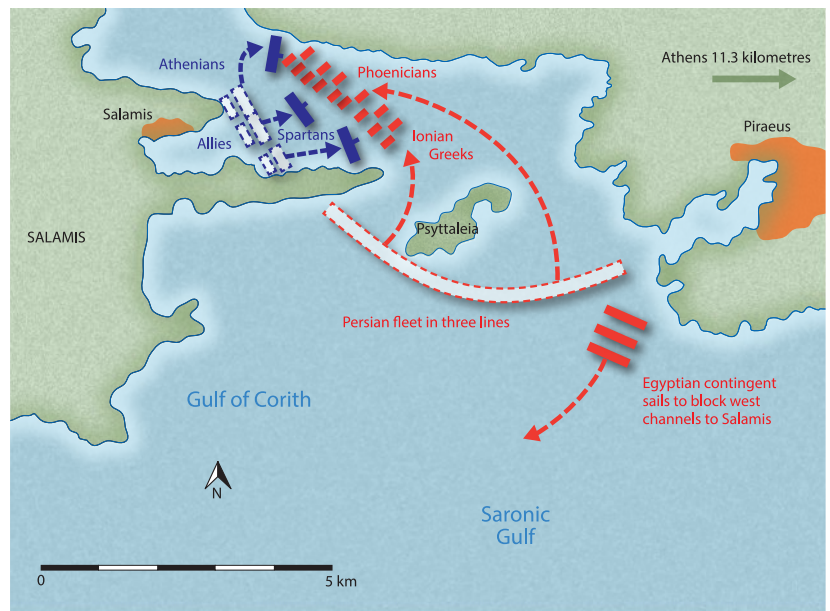 Athenians
Phoenicians
Athens 11.3 kilometres
Salamis
Piraeus
Allies
Spartans
Ionian
Greeks
SALAMIS
Psyttaleia
Persian fleet in three lines
Egyptian contingent
sails to block west
channels to Salamis
Gulf of Corith
N
Saronic
Gulf
0
5 km